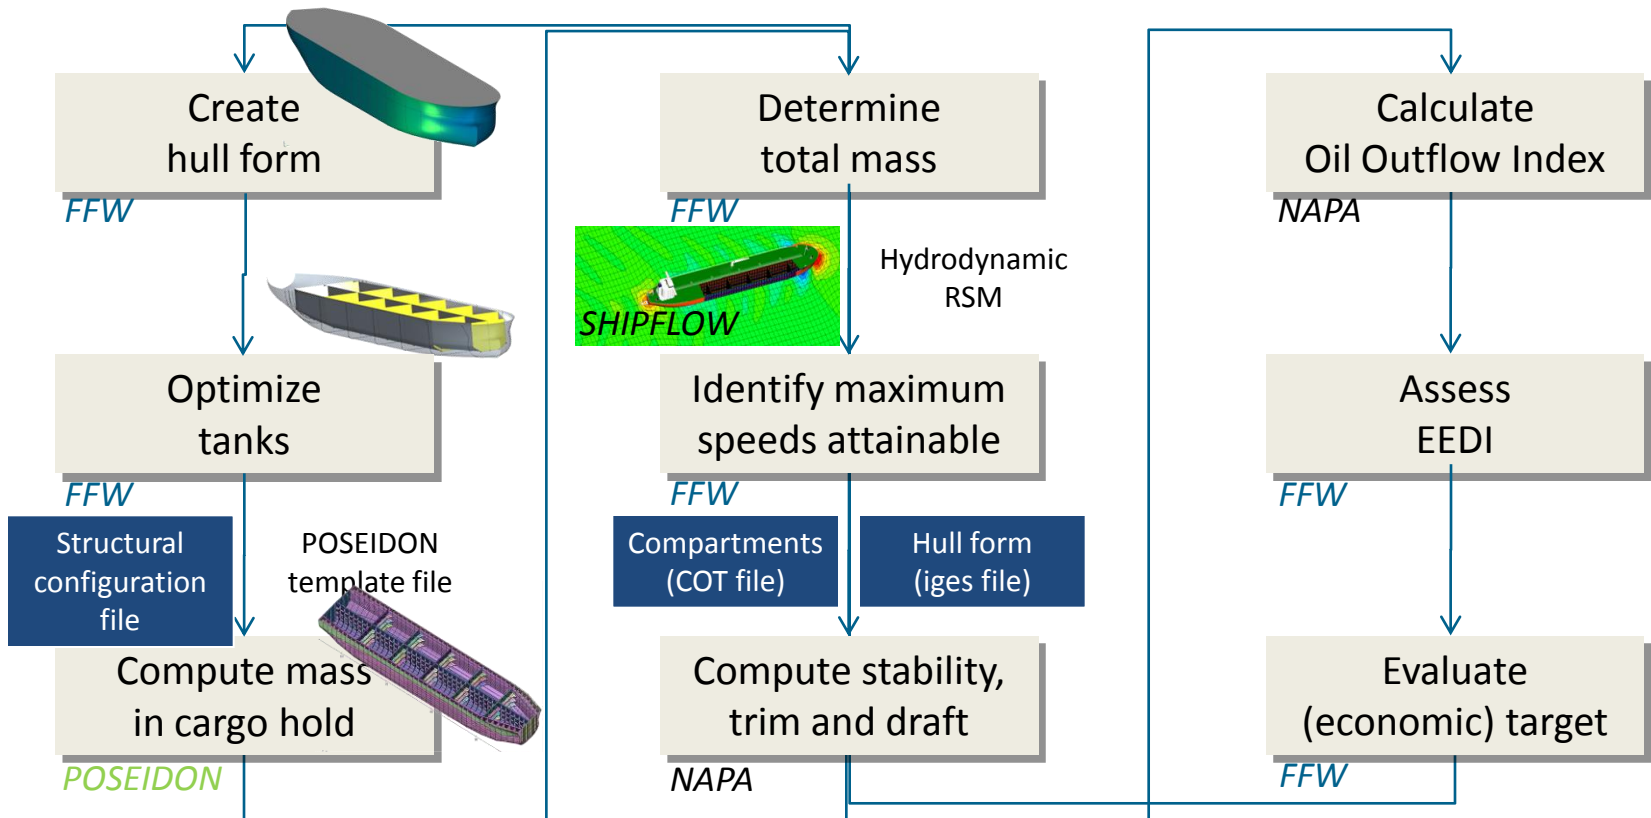 Create
hull form
FFW
Optimize
tanks
FFW
Structural
configuration
file
POSEIDON
template file
Compute mass
in cargo hold
POSEIDON
Determine
total mass
FFW
SHIPFLOW
Hydrodynamic
RSM
Identify maximum
speeds attainable
FFW
Compartments
(COT file)
Hull form
(iges file)
Compute stability,
trim and draft
NAPA
Calculate
Oil Outflow Index
NAPA
Assess
EEDI
FFW
Evaluate
(economic) target
FFW